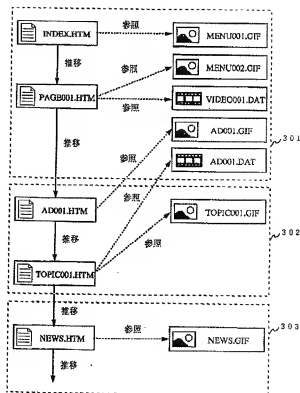 INDEX.HTM
参照
MENU001.GIF
推移
参照
MENU002.GIF
PAGE001.HTM
参照
VIDEO001.DAT
AD001.GIF
推移
301
参照
AD001.DAT
AD001.HTM
参照
TOPIC001.GIF
推移
参照
302
TOPIC001.HTM
推移
303
NEWS.HTM
参照
NEWS.GIF
推移